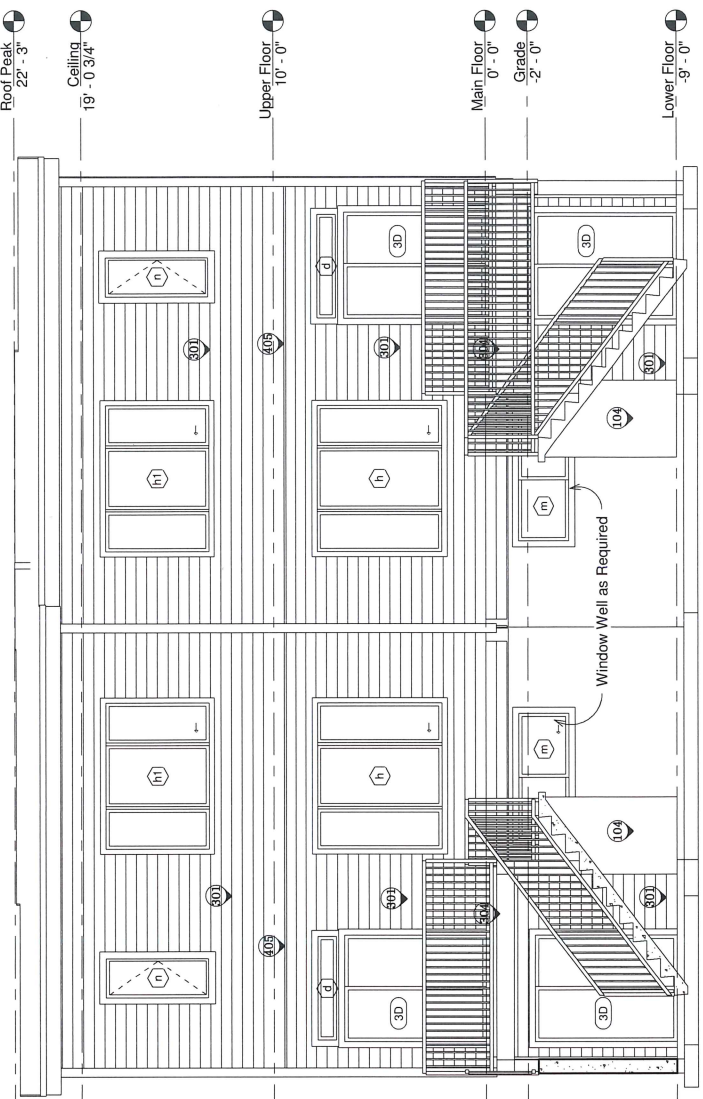 Roof Peak
22' - 3"
Ceiling
19' - 0 3/4"
n
h1
h1
n
301
301
Upper Floor
10' - 0"
405
405
d
h
h
d
3D
301
301
3D
Main Floor
0' - 0"
304
304
Grade
-2' - 0"
m
m
3D
3D
Window Well as Required
104
104
301
301
Lower Floor
-9' - 0"